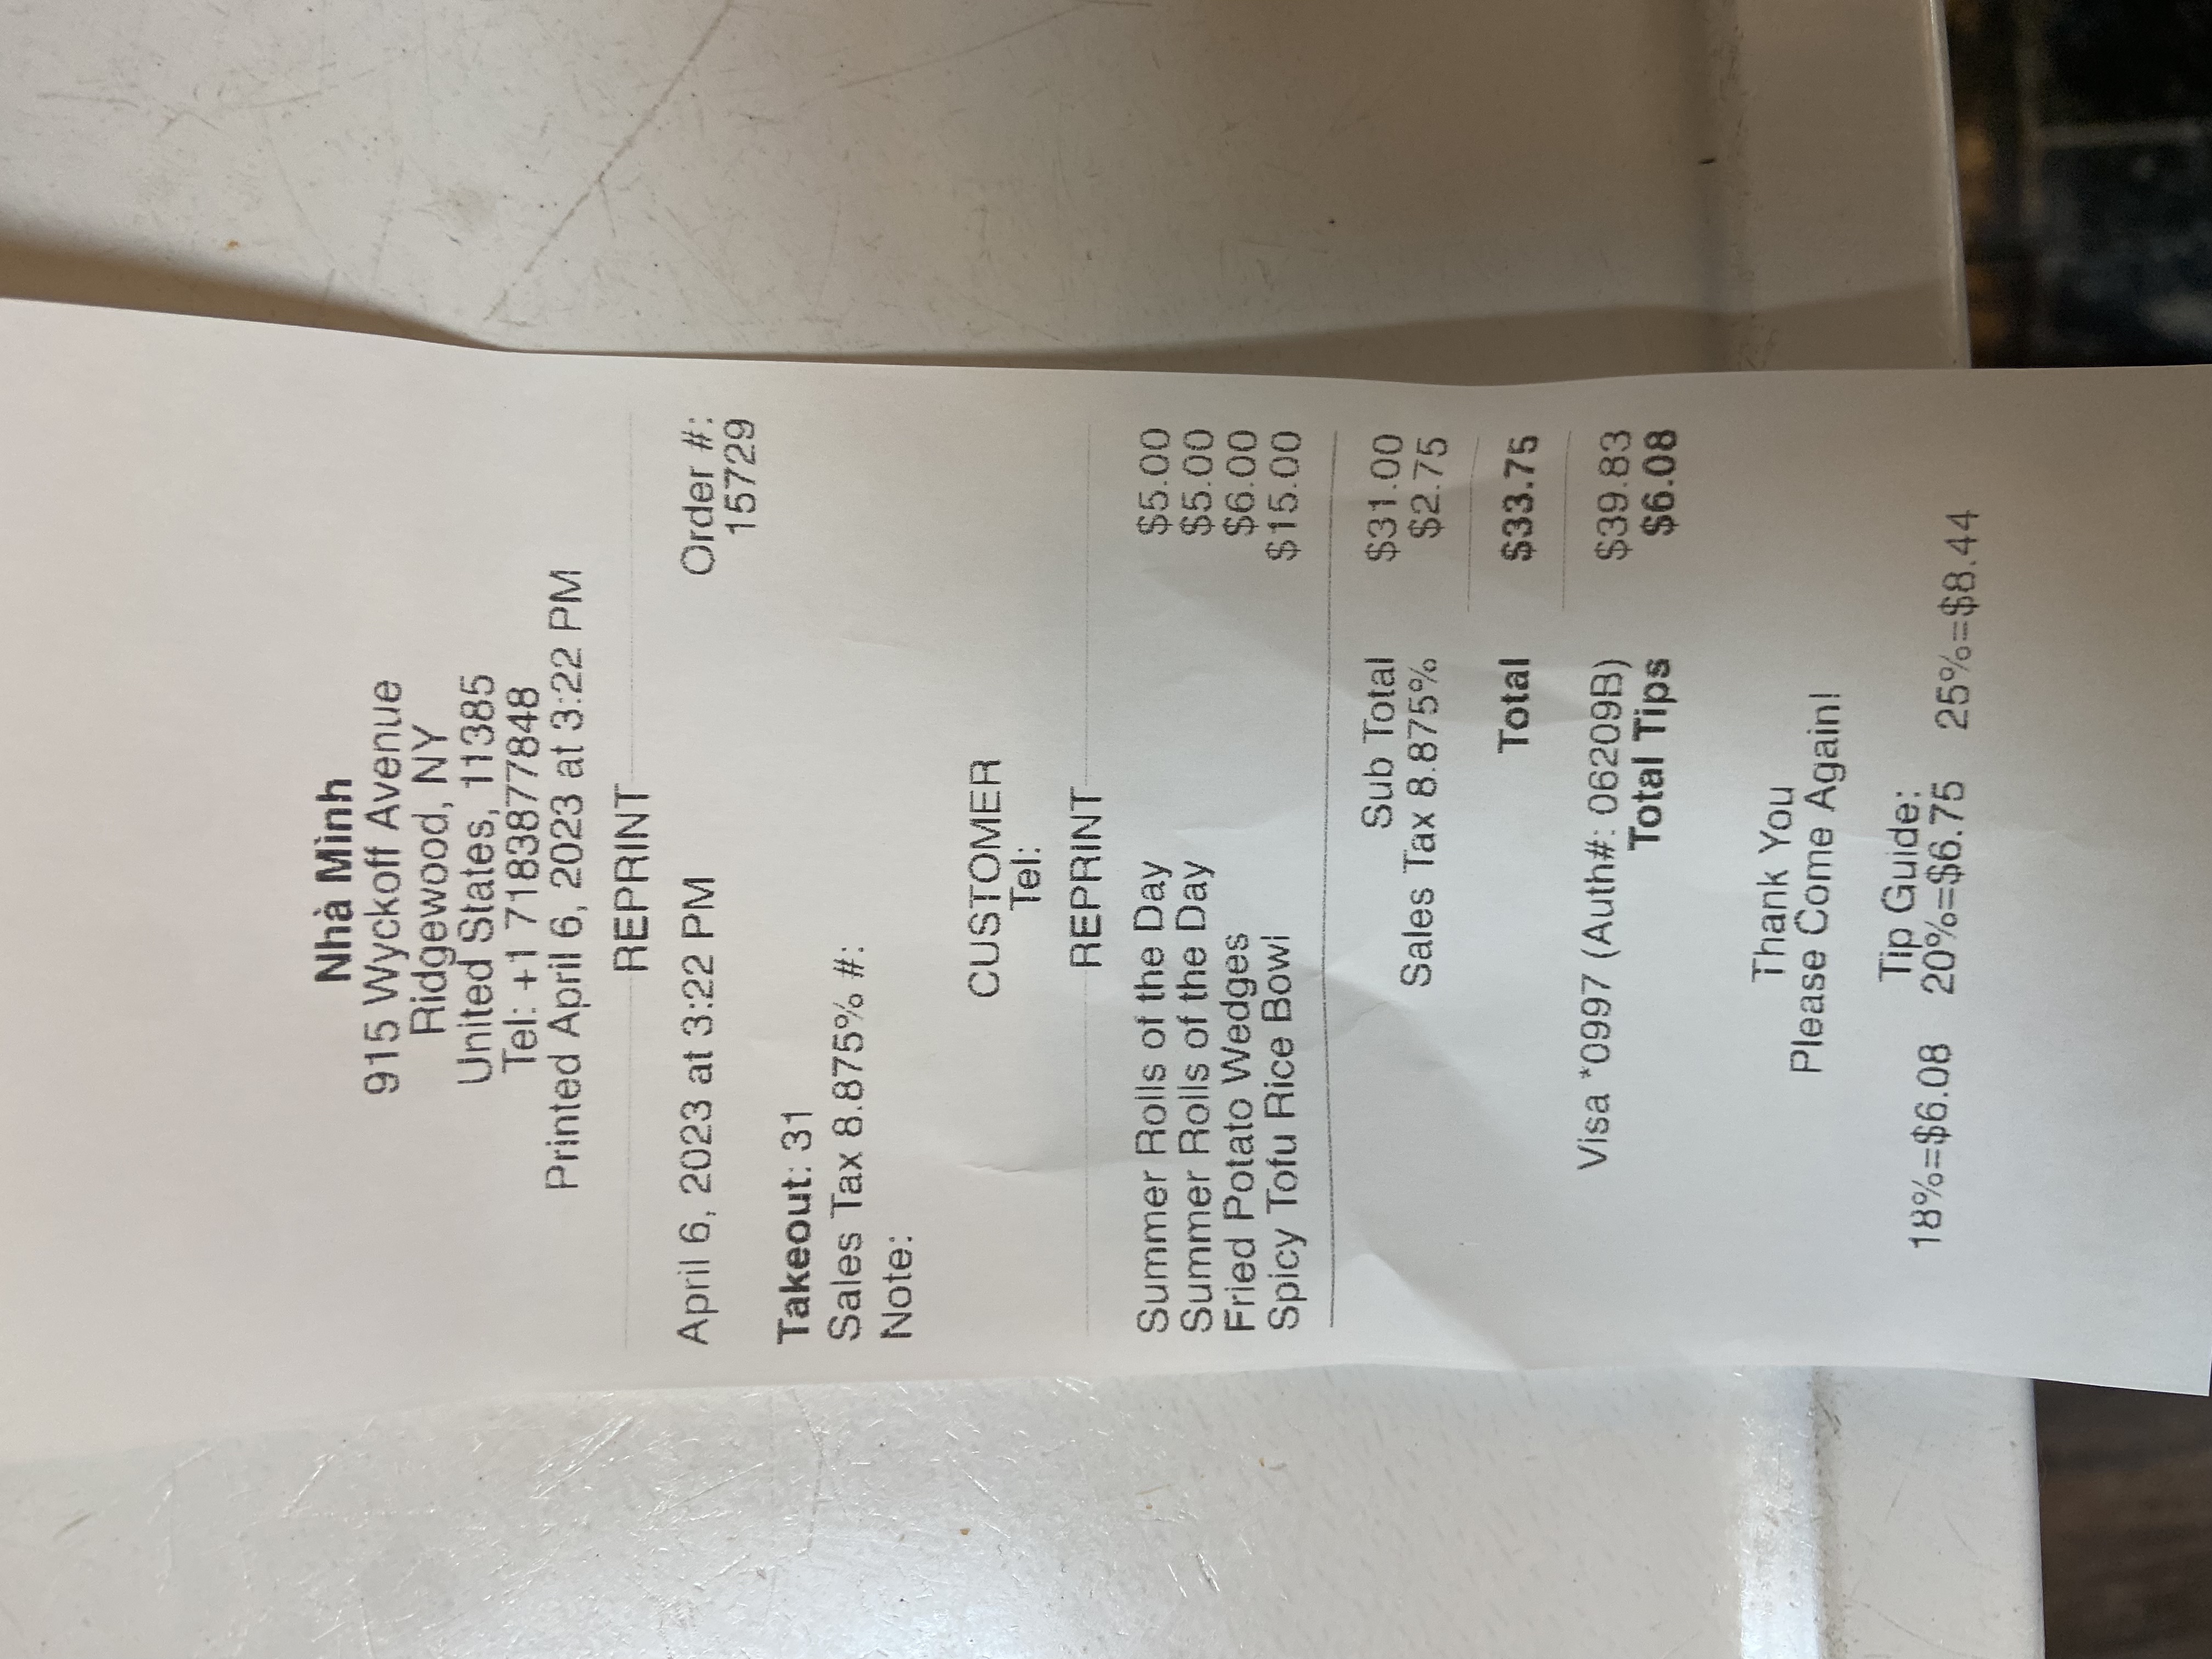 Nhà Mình
915 Wyckoff Avenue
Ridgewood, NY
United States, 11385
Tel: +1 7183877848
Printed April 6, 2023 at 3:22 PM
REPRINT
April 6, 2023 at 3:22 PM Order #:
15729
Takeout: 31
Sales Tax 8.875% #:
Note:
CUSTOMER
Tel:
REPRINT
Summer Rolls of the Day $5.00
Summer Rolls of the Day $5.00
Fried Potato Wedges $6.00
Spicy Tofu Rice Bowl $15.00
Sub Total $31.00
Sales Tax 8.875% $2.75
Total $33.75
Visa *0997 (Auth#: 06209B) $39.83
Total Tips $6.08
Thank You
Please Come Again!
Tip Guide:
18%=$6.08 20%=$6.75 25%=$8.44